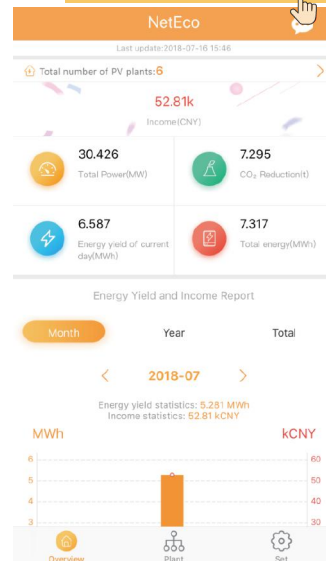 NetEco
Last update:2018-07-16 15:46
Total number of PV plants:6
52.81k
Income(CNY)
30.426
Total Power(MW)
7.295
CO₂ Reduction(t)
6.587
Energy yield of current
day(MWh)
7.317
Total energy(MWh)
Energy Yield and Income Report
Month Year Total
2018-07
Energy yield statistics: 5.281 MWh
Income statistics: 52.81 kCNY
MWh kCNY
6 60
5 50
4 40
3 30
Overview Plant Set